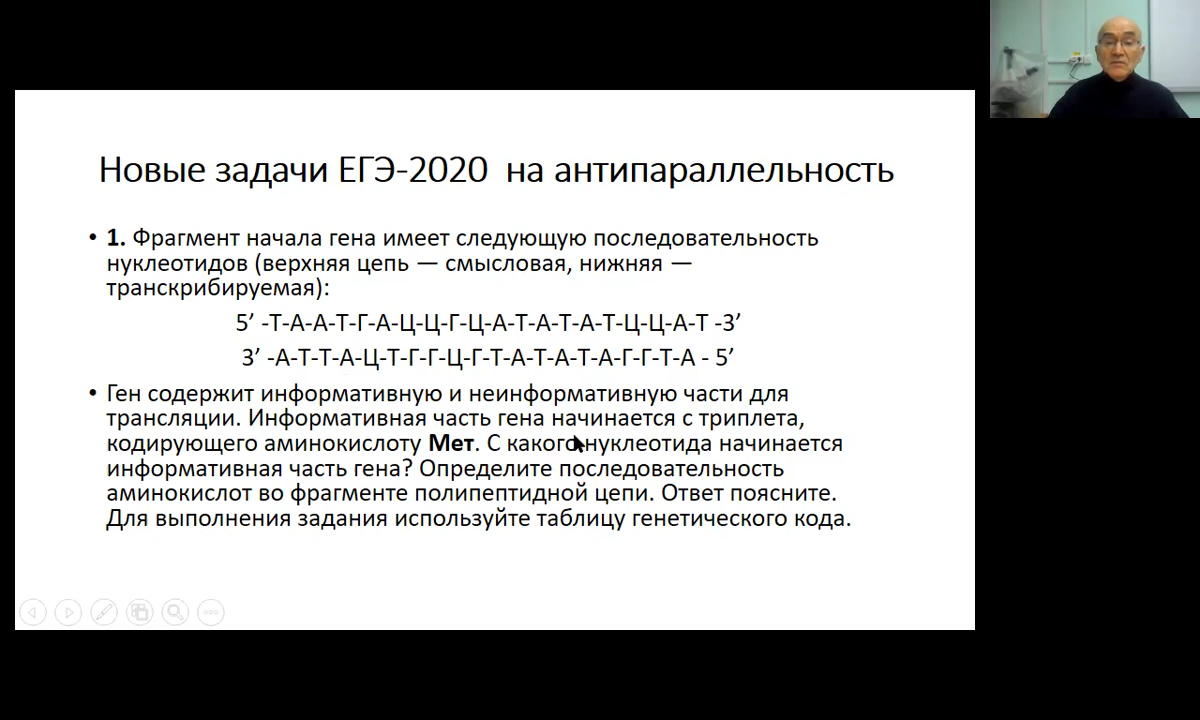 Новые задачи ЕГЭ-2020 на антипараллельность
• 1. Фрагмент начала гена имеет следующую последовательность
нуклеотидов (верхняя цепь — смысловая, нижняя —
транскрибируемая):
5’ -Т-А-А-Т-Г-А-Ц-Ц-Г-Ц-А-Т-А-Т-А-Т-Ц-Ц-А-Т -3’
3’ -А-Т-Т-А-Ц-Т-Г-Г-Ц-Г-Т-А-Т-А-Т-А-Г-Г-Т-А - 5’
• Ген содержит информативную и неинформативную части для
трансляции. Информативная часть гена начинается с триплета,
кодирующего аминокислоту Мет. С какого нуклеотида начинается
информативная часть гена? Определите последовательность
аминокислот во фрагменте полипептидной цепи. Ответ поясните.
Для выполнения задания используйте таблицу генетического кода.